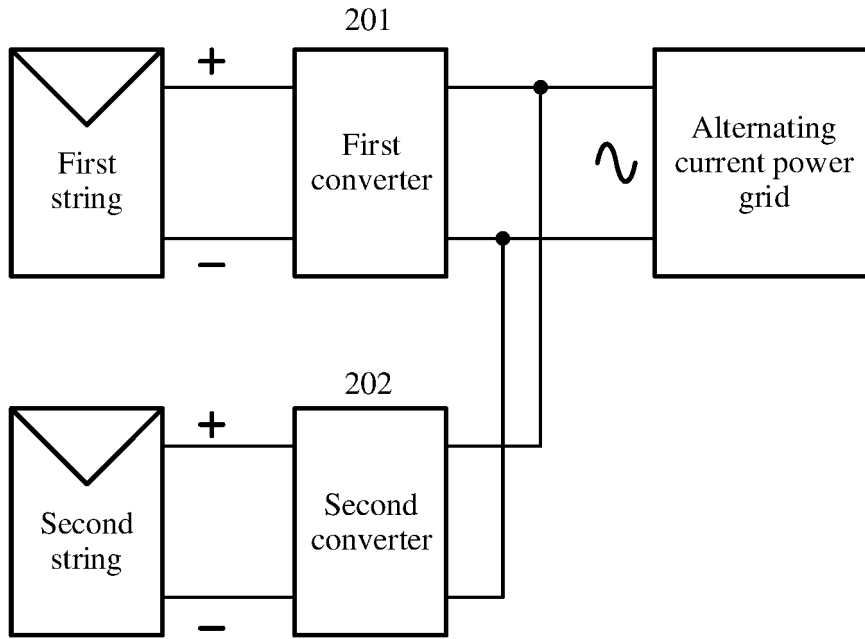 201
+
First
string
First
converter
Alternating
current power
grid
−
202
+
Second
string
Second
converter
−